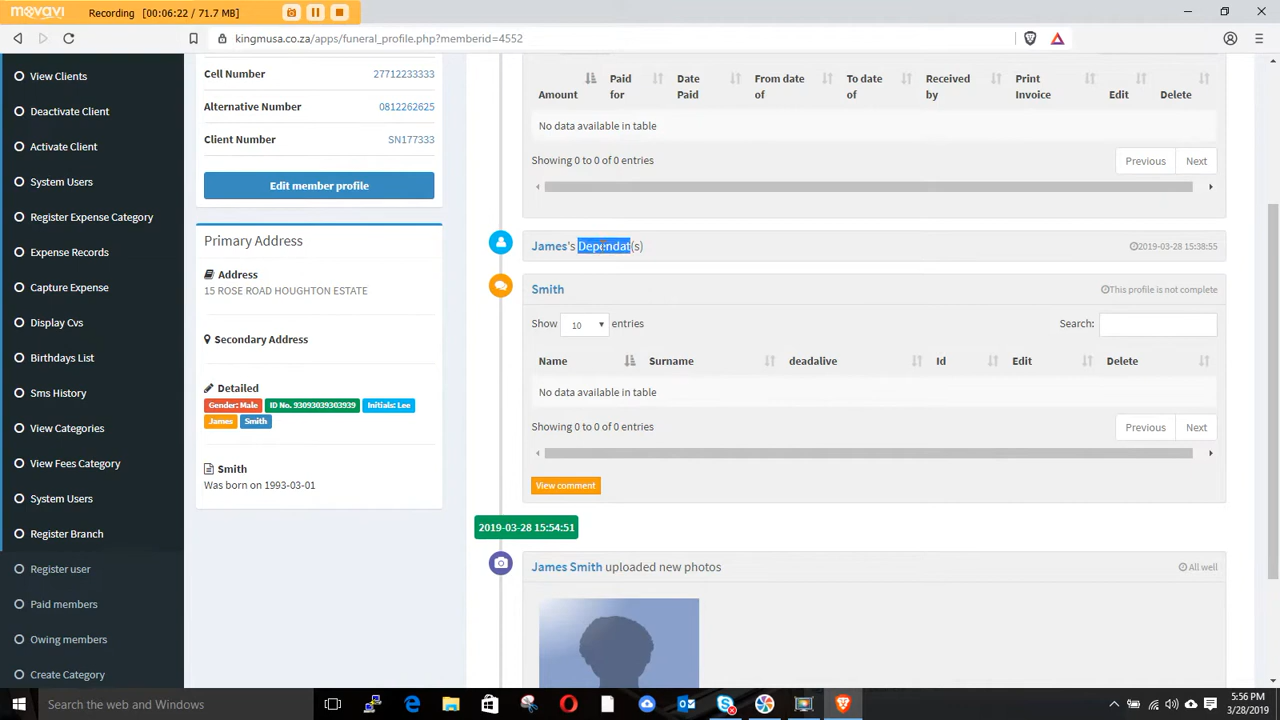 movavi Recording [00:06:22 / 71.7 MB]
kingmusa.co.za/apps/funeral_profile.php?memberid=4552
View Clients
Deactivate Client
Activate Client
System Users
Register Expense Category
Expense Records
Capture Expense
Display Cvs
Birthdays List
Sms History
View Categories
View Fees Category
System Users
Register Branch
Register user
Paid members
Owing members
Create Category
Cell Number 27712233333
Alternative Number 0812262625
Client Number SN177333
Edit member profile
Primary Address
Address
15 ROSE ROAD HOUGHTON ESTATE
Secondary Address
Detailed
Gender: Male ID No. 93093039303939 Initials: Lee
James Smith
Smith
Was born on 1993-03-01
Amount Paid for Date Paid From date of To date of Received by Print Invoice Edit Delete
No data available in table
Showing 0 to 0 of 0 entries Previous Next
James's Dependat(s) 2019-03-28 15:38:55
Smith This profile is not complete
Show 10 entries Search:
Name Surname deadalive Id Edit Delete
No data available in table
Showing 0 to 0 of 0 entries Previous Next
View comment
2019-03-28 15:54:51
James Smith uploaded new photos All well
Search the web and Windows
5:56 PM
3/28/2019